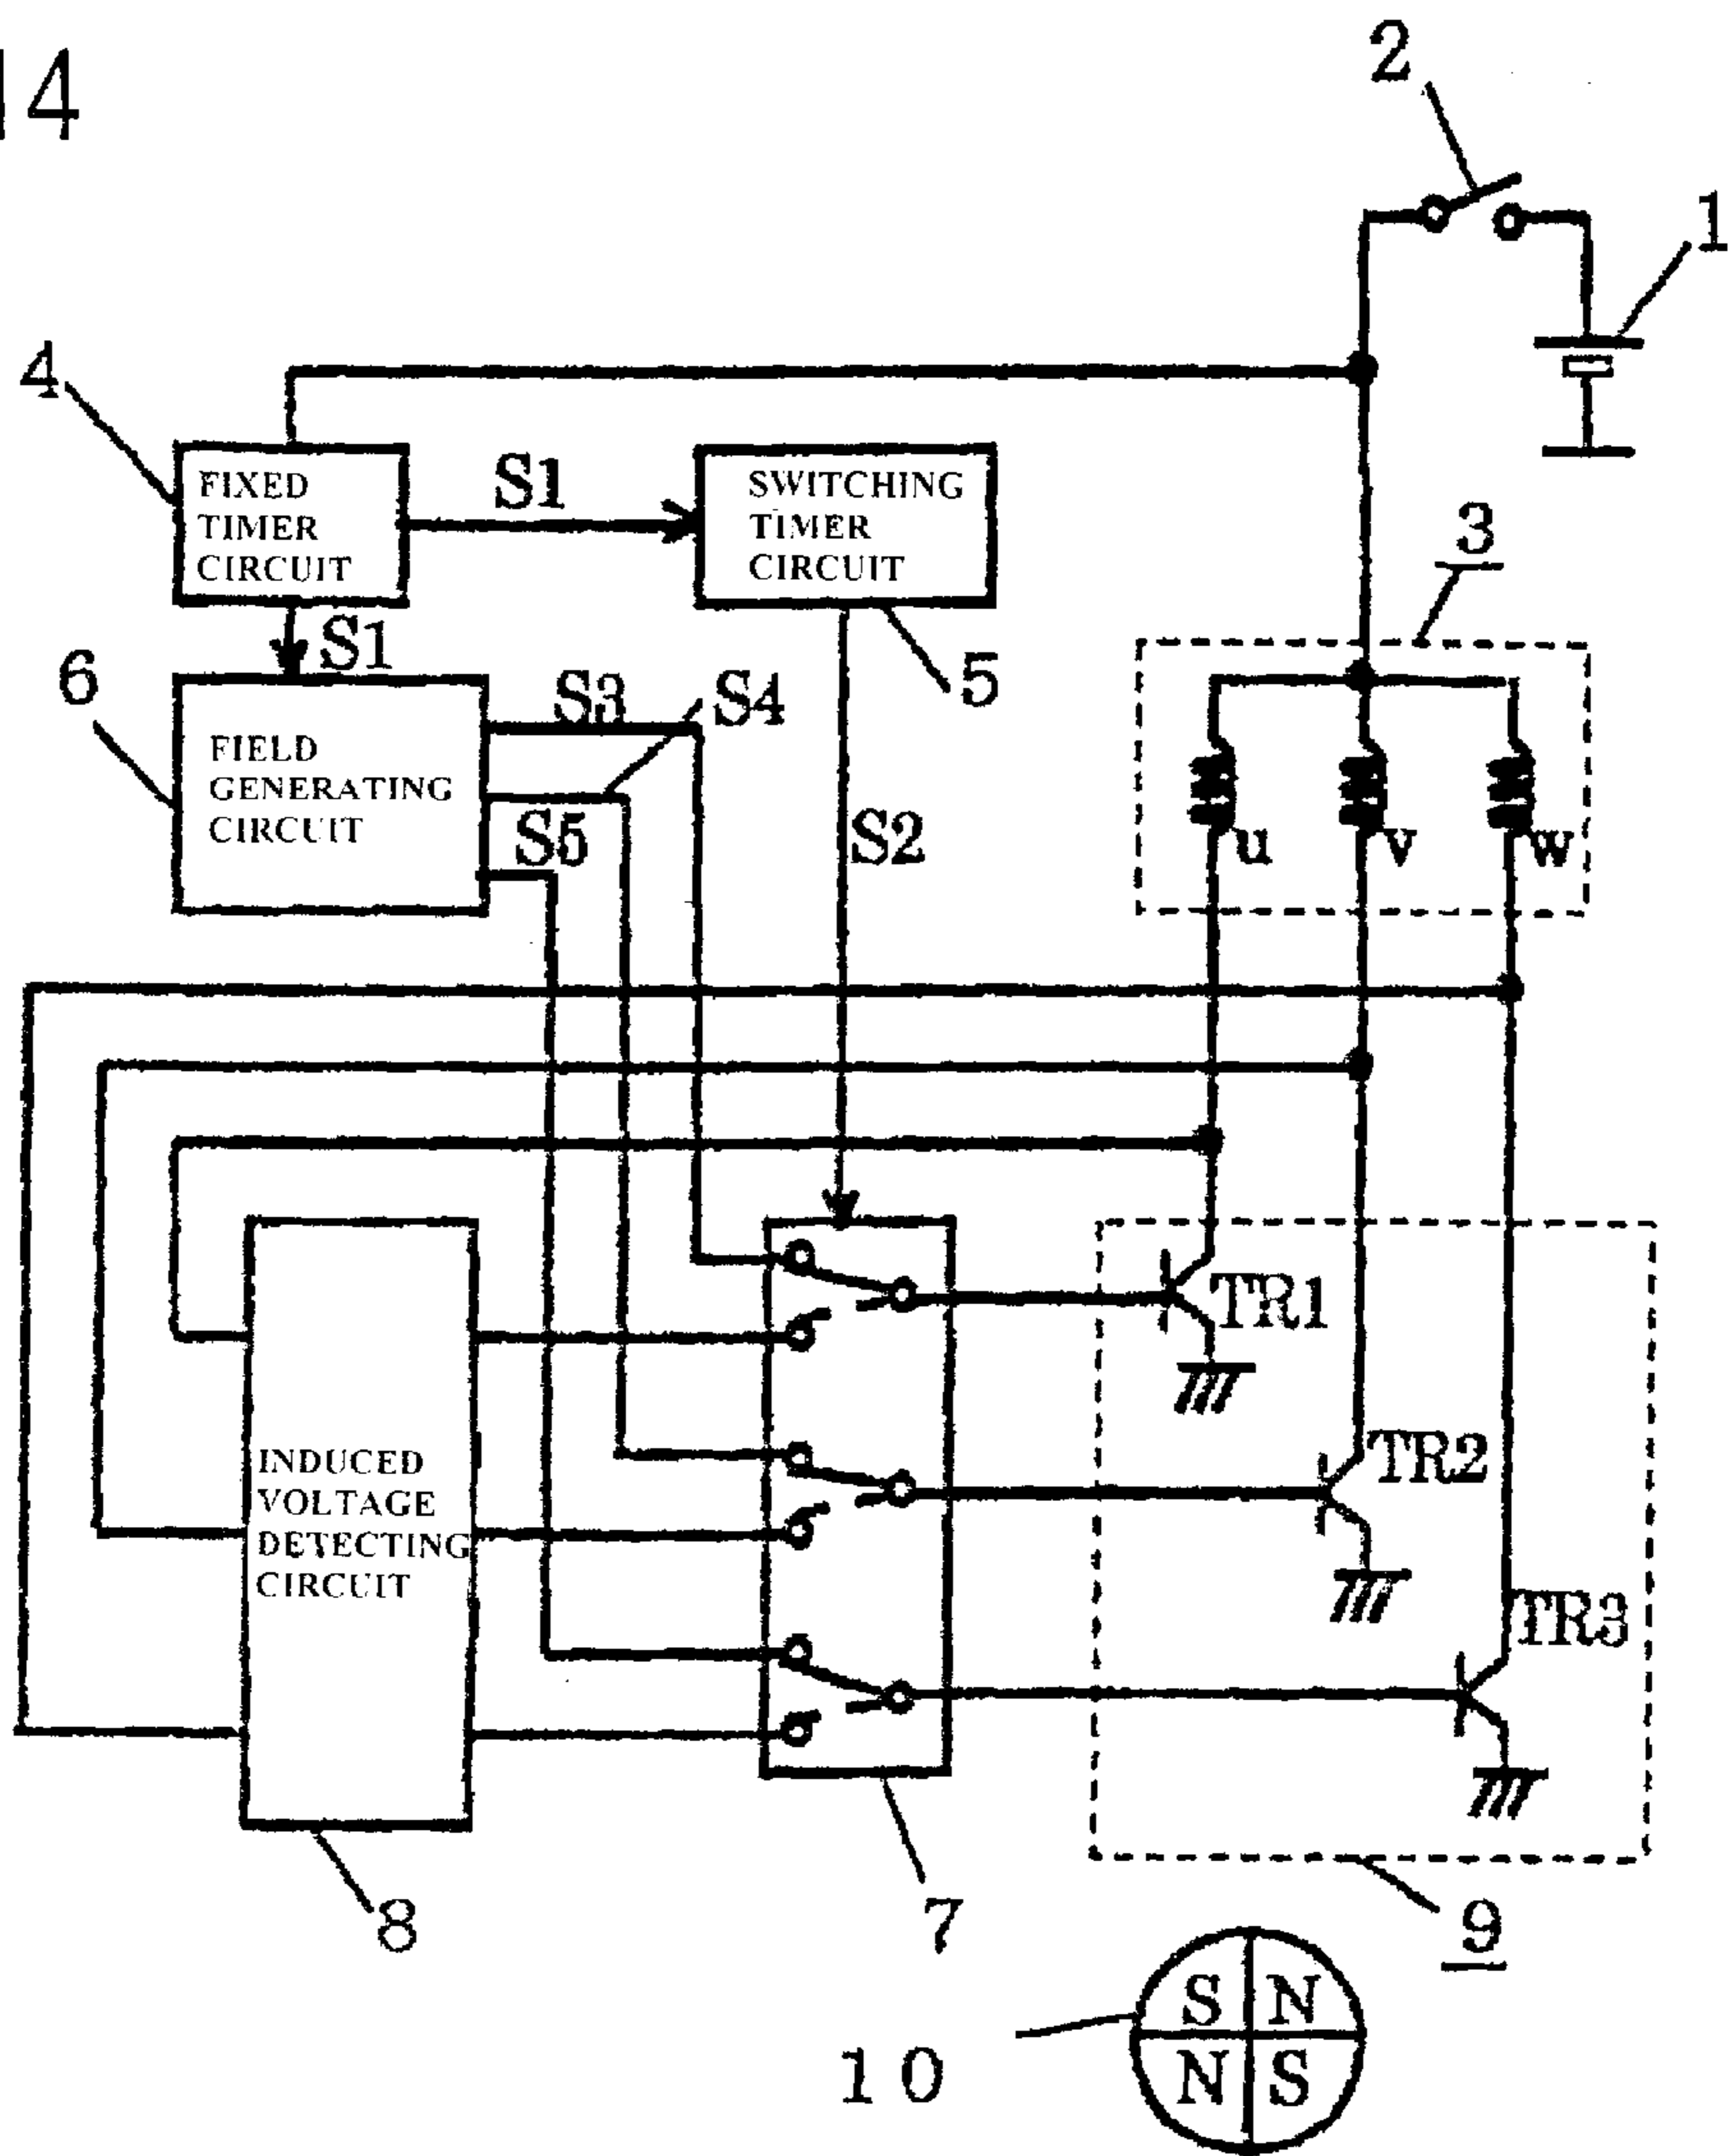 14
2
1
4
FIXED
TIMER
CIRCUIT
S1
SWITCHING
TIMER
CIRCUIT
3
S1
5
6
S3
S4
FIELD
GENERATING
CIRCUIT
S5
S2
u
v
w
TR1
TR2
INDUCED
VOLTAGE
DETECTING
CIRCUIT
TR3
8
7
9
S N
N S
10